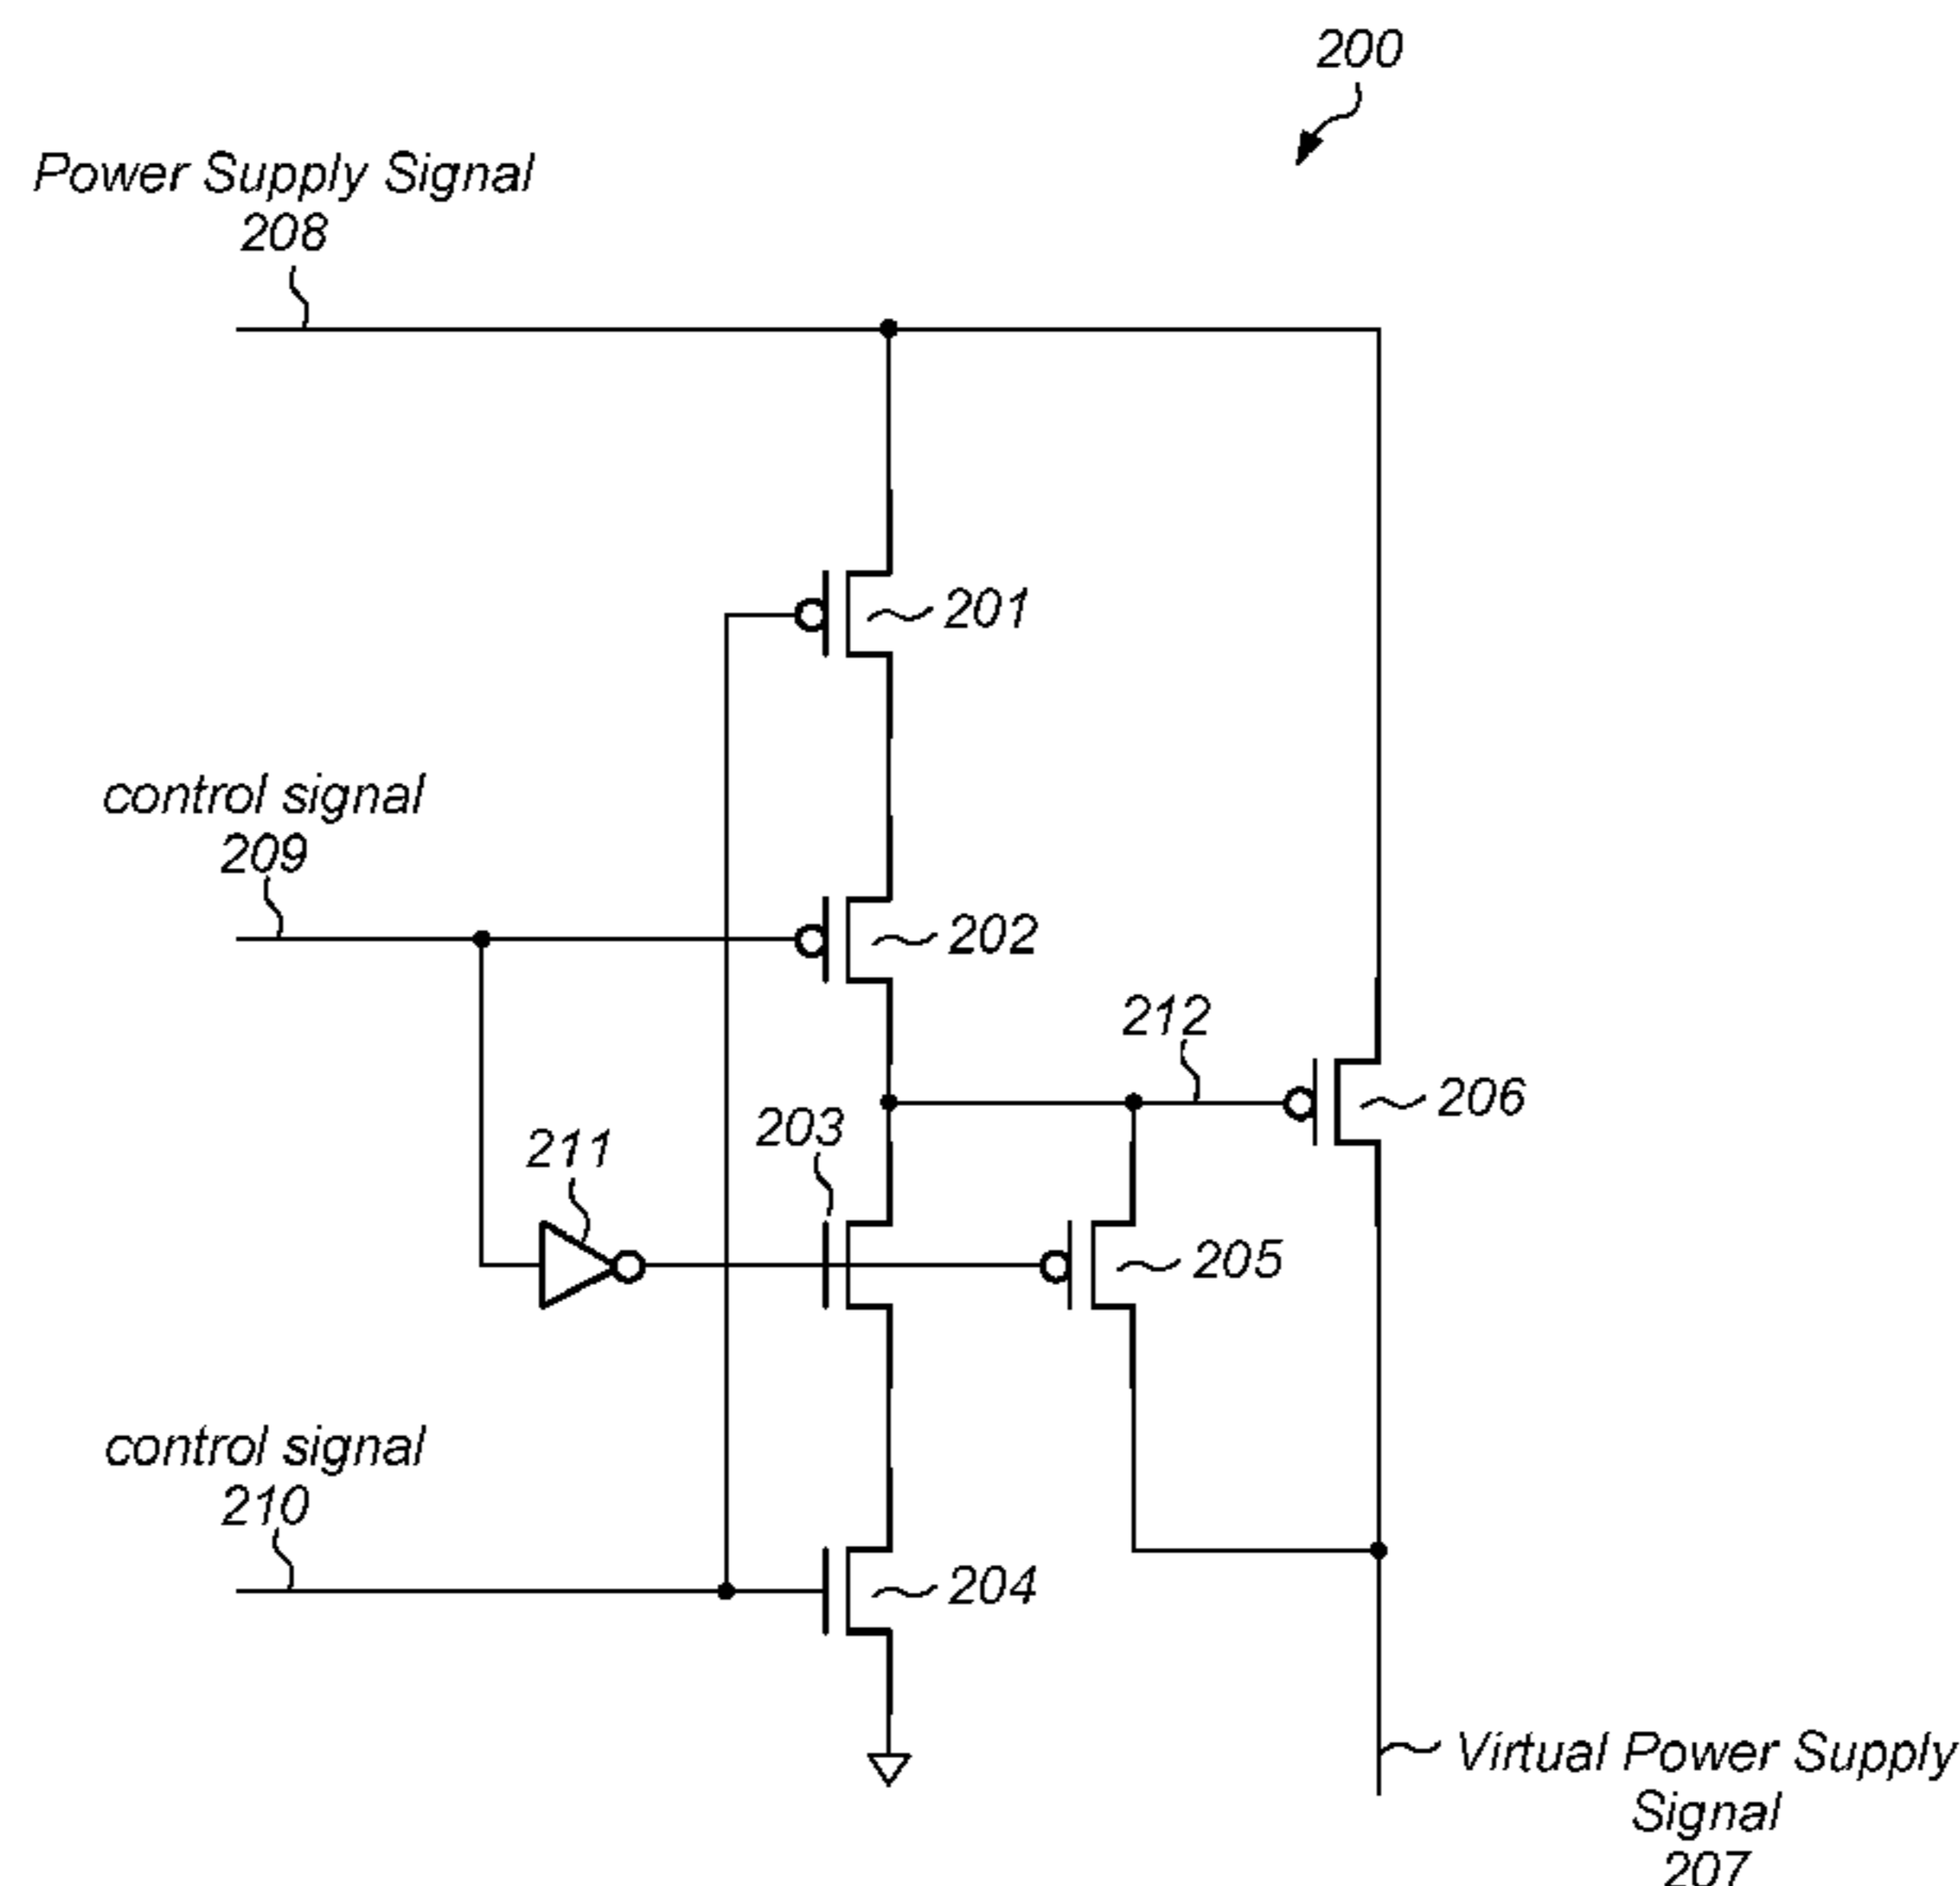 200
Power Supply Signal
208
201
control signal
209
202
212
206
203
211
205
control signal
210
204
Virtual Power Supply
Signal
207